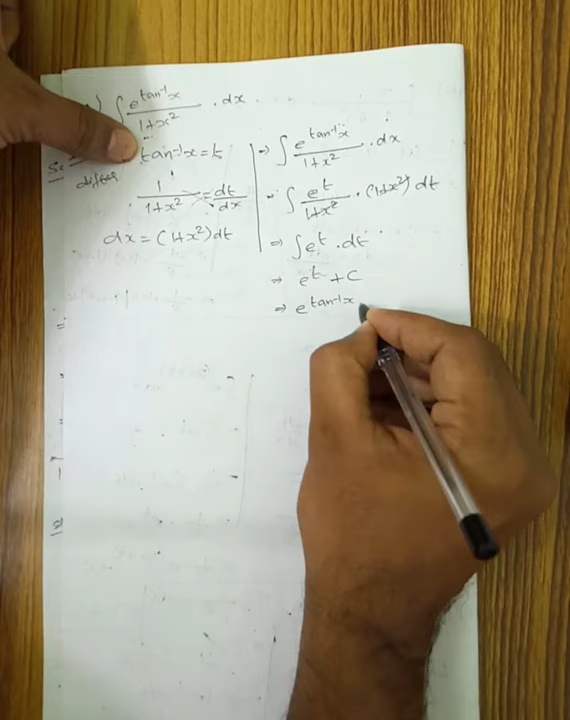 ∫ e^tan⁻¹x / 1+x² . dx
tan⁻¹x = t
differ
1 / 1+x² = dt / dx
dx = (1+x²) dt
⇒ ∫ e^tan⁻¹x / 1+x² . dx
⇒ ∫ e^t / 1+x² . (1+x²) dt
⇒ ∫ e^t . dt
⇒ e^t + C
⇒ e^tan⁻¹x